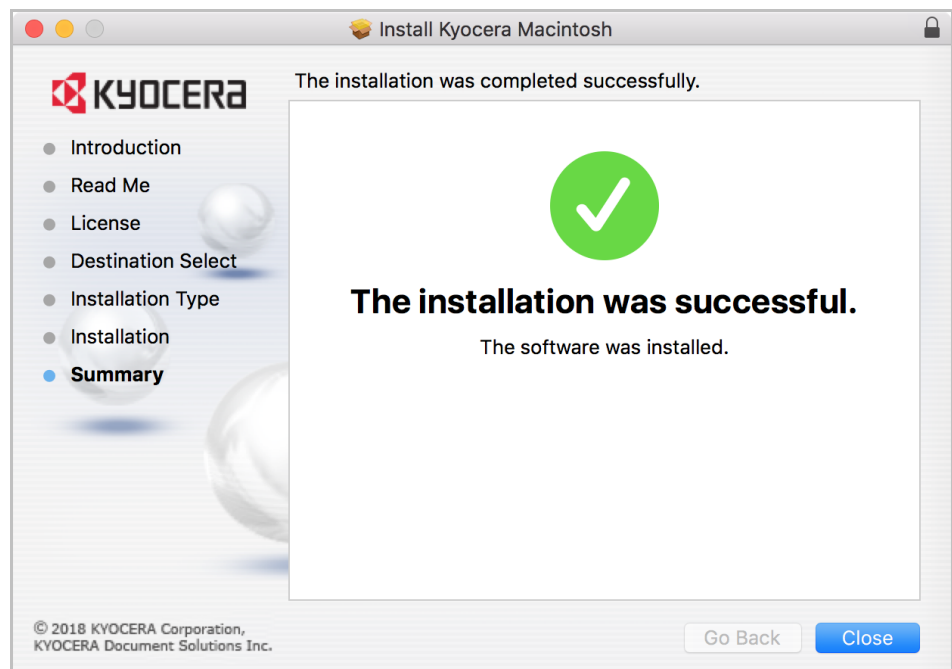 Install Kyocera Macintosh
KYOCERA
The installation was completed successfully.
Introduction
Read Me
License
Destination Select
Installation Type
Installation
Summary
The installation was successful.
The software was installed.
© 2018 KYOCERA Corporation,
KYOCERA Document Solutions Inc.
Go Back
Close